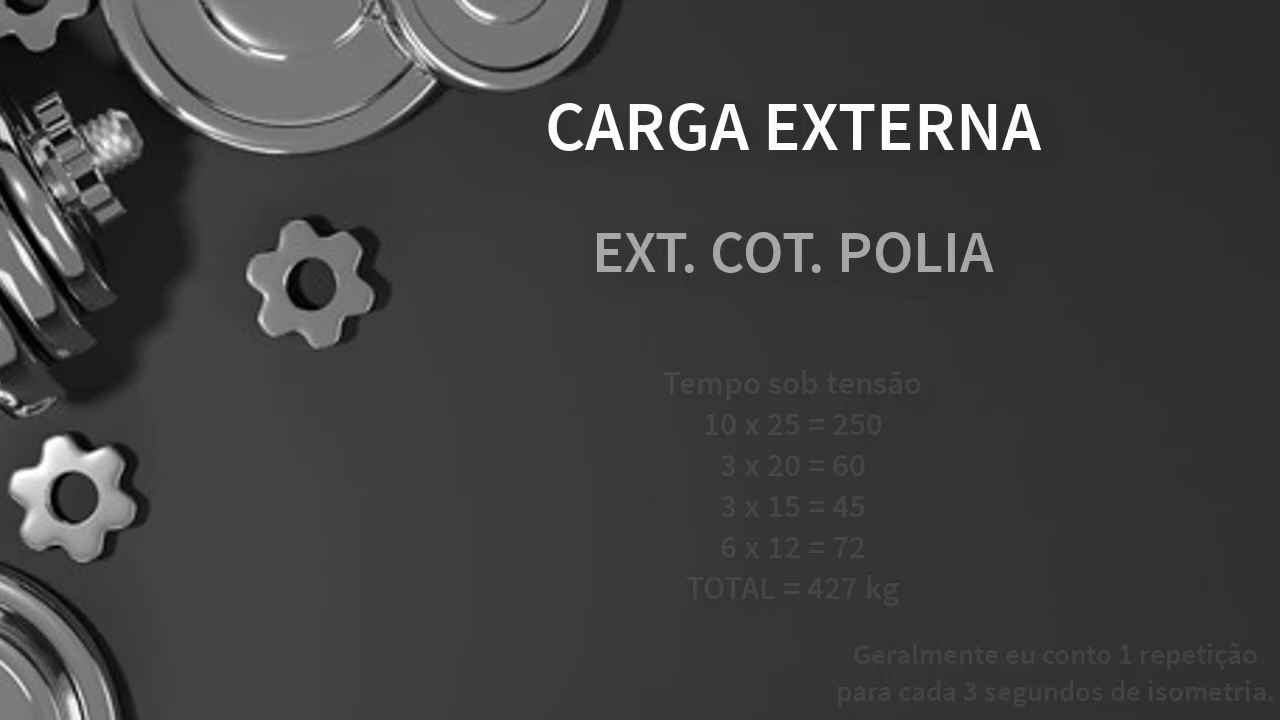 CARGA EXTERNA
EXT. COT. POLIA
Tempo sob tensão
10 x 25 = 250
3 x 20 = 60
3 x 15 = 45
6 x 12 = 72
TOTAL = 427 kg
Geralmente eu conto 1 repetição
para cada 3 segundos de isometria.